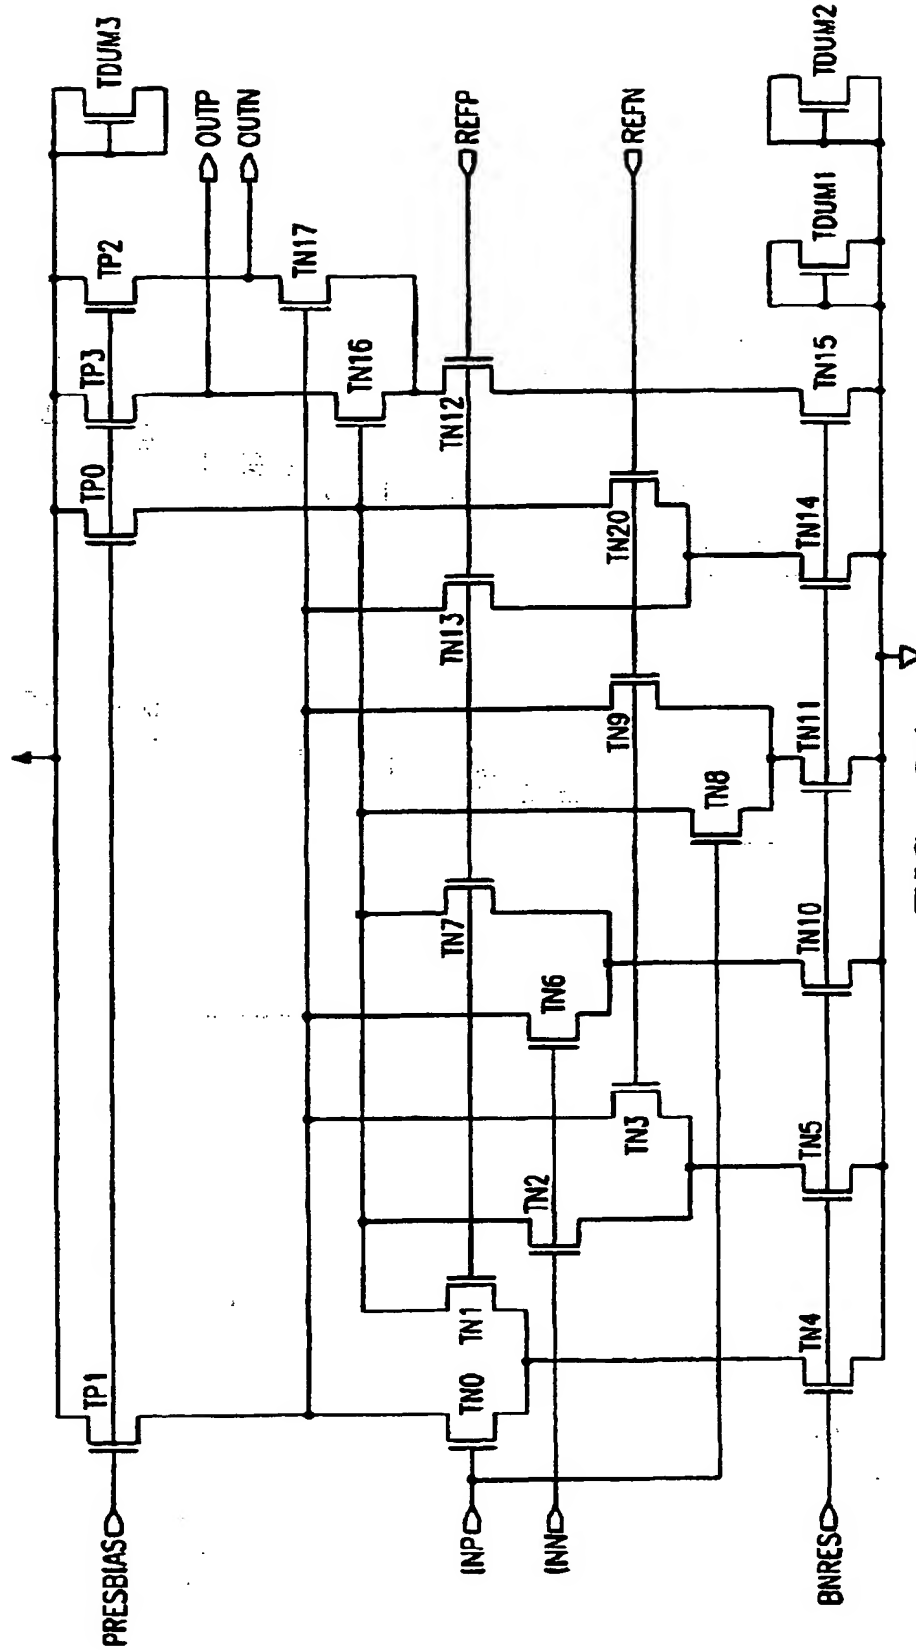 PRESBIAS
TP1
TP0
TP3
TP2
TDUM3
OUTP
OUTN
TN17
TN16
INP
TN0
TN1
TN7
TN13
TN12
REFP
INN
TN2
TN6
TN3
TN8
TN9
TN20
REFN
BNRES
TN4
TN5
TN10
TN11
TN14
TN15
TDUM1
TDUM2